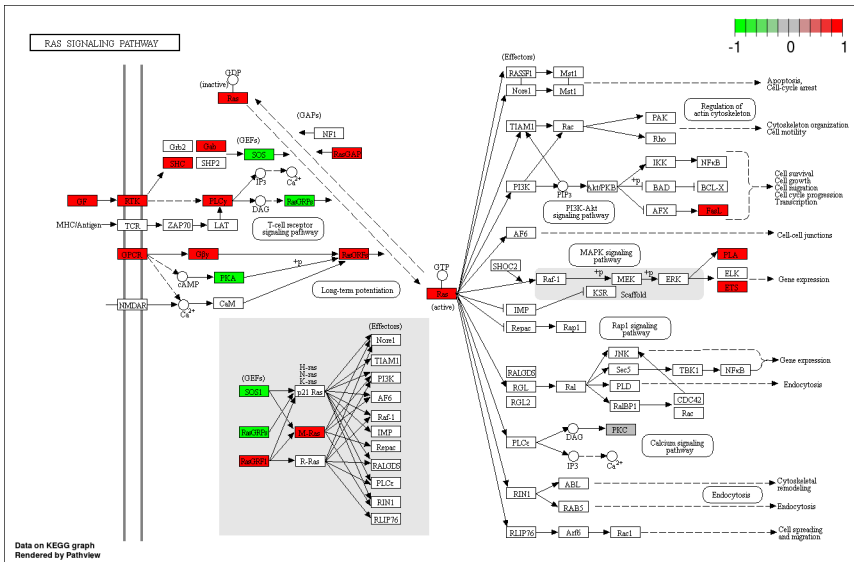 RAS SIGNALING PATHWAY
-1 0 1
GDP
(inactive)
Ras
(GAPs)
NF1
RasGAP
Grb2
Gab
(GEFs)
SHC
SHP2
SOS
IP3
Ca2+
GF
RTK
PLCγ
DAG
RasGRPs
MHC/Antigen
TCR
ZAP70
LAT
T-cell receptor
signaling pathway
GPCR
Gβγ
RasGRFs
+p
cAMP
PKA
NMDAR
Ca2+
CaM
Long-term potentiation
GTP
Ras
(active)
(Effectors)
RASSF1
Mst1
Nore1
Mst1
Apoptosis,
Cell-cycle arrest
Regulation of
actin cytoskeleton
TIAM1
Rac
PAK
Rho
Cytoskeleton organization
Cell motility
PI3K
PIP3
Akt/PKB
+p
IKK
NFκB
BAD
BCL-X
AFX
FasL
PI3K-Akt
signaling pathway
Cell survival
Cell growth
Cell migration
Cell cycle progression
Transcription
AF6
Cell-cell junctions
MAPK signaling
pathway
SHOC2
Raf-1
+p
MEK
+p
ERK
KSR
Scaffold
PLA
ELK
ETS
Gene expression
IMP
Repac
Rap1
Rap1 signaling
pathway
RALGDS
RGL
RGL2
Ral
JNK
Sec5
TBK1
NFκB
PLD
RalBP1
CDC42
Rac
Gene expression
Endocytosis
PLCε
DAG
PKC
IP3
Ca2+
Calcium signaling
pathway
RIN1
ABL
RAB5
Endocytosis
Cytoskeletal
remodeling
Endocytosis
RLIP76
Arf6
Rac1
Cell spreading
and migration
(Effectors)
(GEFs)
H-ras
N-ras
K-ras
SOS1
p21 Ras
RasGRPs
M-Ras
RasGRFs
R-Ras
Nore1
TIAM1
PI3K
AF6
Raf-1
IMP
Repac
RALGDS
PLCε
RIN1
RLIP76
Data on KEGG graph
Rendered by Pathview